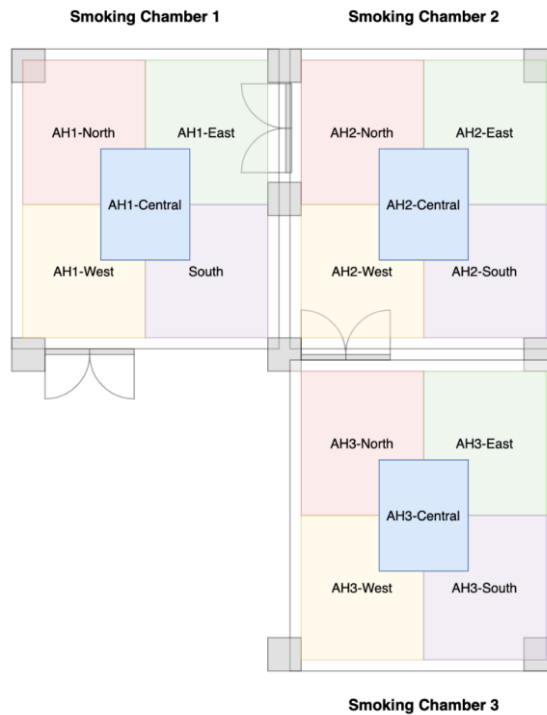 Smoking Chamber 1
Smoking Chamber 2
AH1-North
AH1-East
AH1-Central
AH1-West
South
AH2-North
AH2-East
AH2-Central
AH2-West
AH2-South
AH3-North
AH3-East
AH3-Central
AH3-West
AH3-South
Smoking Chamber 3